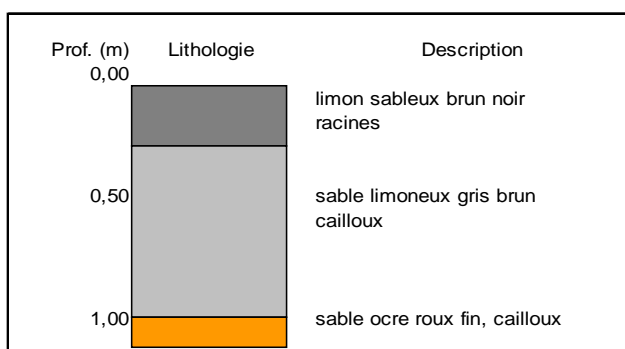 Prof. (m) Lithologie Description
0,00
limon sableux brun noir
racines
0,50 sable limoneux gris brun
cailloux
1,00 sable ocre roux fin, cailloux